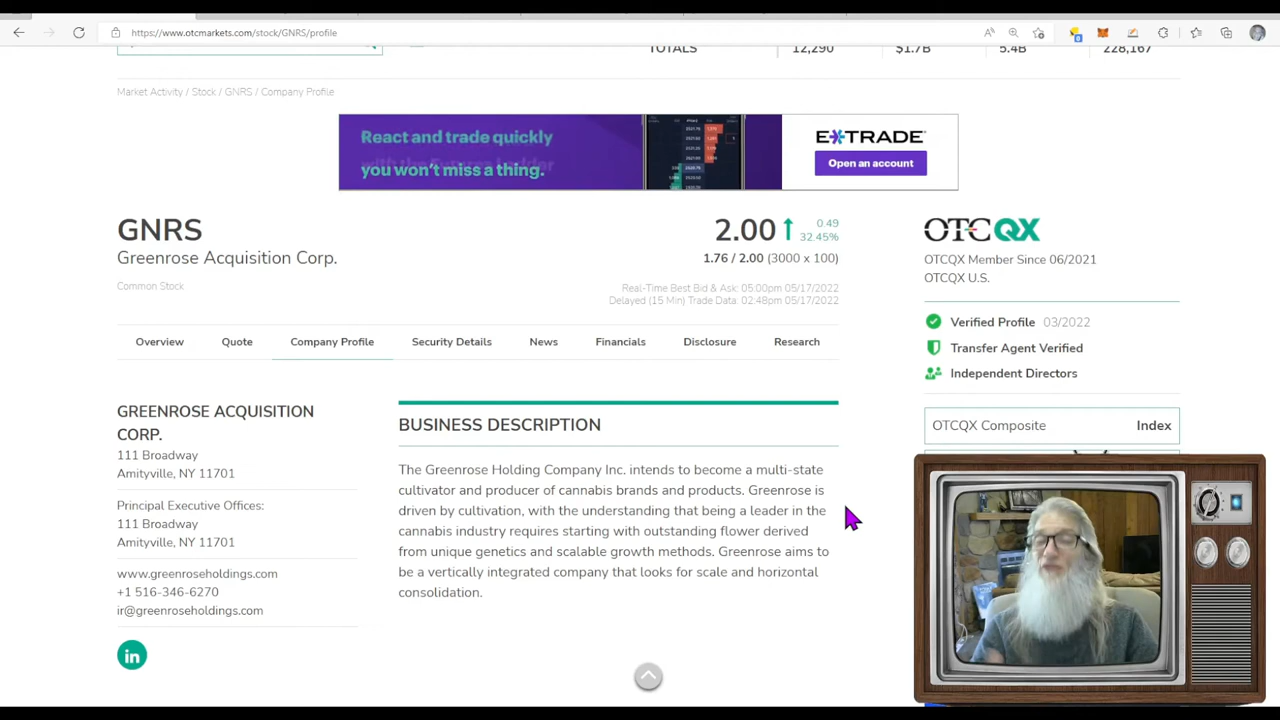 https://www.otcmarkets.com/stock/GNRS/profile
TOTALS 12,290 $1.7B 5.4B 228,167
Market Activity / Stock / GNRS / Company Profile
React and trade quickly
you won't miss a thing.
E*TRADE
Open an account
GNRS
Greenrose Acquisition Corp.
Common Stock
2.00 0.49
32.45%
1.76 / 2.00 (3000 x 100)
Real-Time Best Bid & Ask: 05:00pm 05/17/2022
Delayed (15 Min) Trade Data: 02:48pm 05/17/2022
OTCQX
OTCQX Member Since 06/2021
OTCQX U.S.
Verified Profile 03/2022
Transfer Agent Verified
Independent Directors
OTCQX Composite Index
Overview Quote Company Profile Security Details News Financials Disclosure Research
GREENROSE ACQUISITION
CORP.
111 Broadway
Amityville, NY 11701
Principal Executive Offices:
111 Broadway
Amityville, NY 11701
www.greenroseholdings.com
+1 516-346-6270
ir@greenroseholdings.com
in
BUSINESS DESCRIPTION
The Greenrose Holding Company Inc. intends to become a multi-state
cultivator and producer of cannabis brands and products. Greenrose is
driven by cultivation, with the understanding that being a leader in the
cannabis industry requires starting with outstanding flower derived
from unique genetics and scalable growth methods. Greenrose aims to
be a vertically integrated company that looks for scale and horizontal
consolidation.